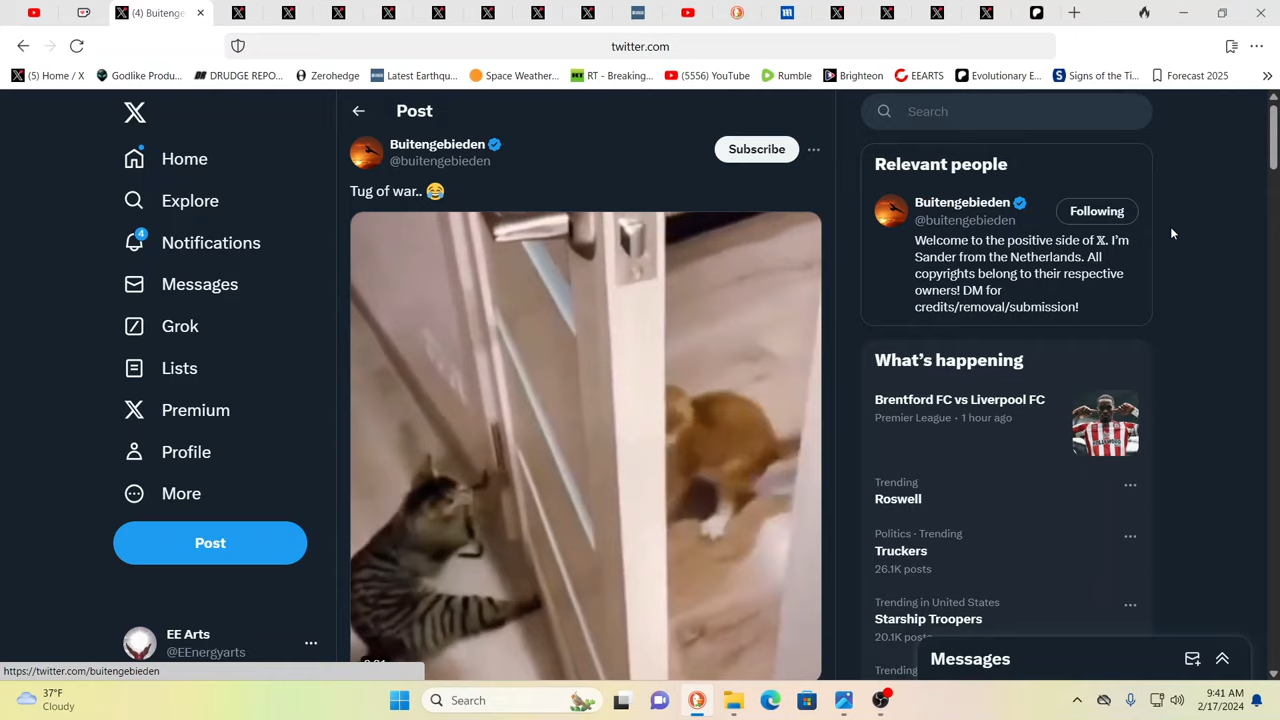 (4) Buitenge
twitter.com
(5) Home / X
Godlike Produ...
DRUDGE REPO...
Zerohedge
Latest Earthqu...
Space Weather...
RT - Breaking...
(5556) YouTube
Rumble
Brighteon
EEARTS
Evolutionary E...
Signs of the Ti...
Forecast 2025
Home
Explore
4
Notifications
Messages
Grok
Lists
Premium
Profile
More
Post
EE Arts
@EEnergyarts
https://twitter.com/buitengebieden
Post
Buitengebieden
@buitengebieden
Subscribe
Tug of war.. 😂
Search
Relevant people
Buitengebieden
@buitengebieden
Following
Welcome to the positive side of 𝕏. I'm
Sander from the Netherlands. All
copyrights belong to their respective
owners! DM for
credits/removal/submission!
What's happening
Brentford FC vs Liverpool FC
Premier League · 1 hour ago
Trending
Roswell
Politics · Trending
Truckers
26.1K posts
Trending in United States
Starship Troopers
20.1K posts
Trending
Messages
37°F
Cloudy
Search
9:41 AM
2/17/2024